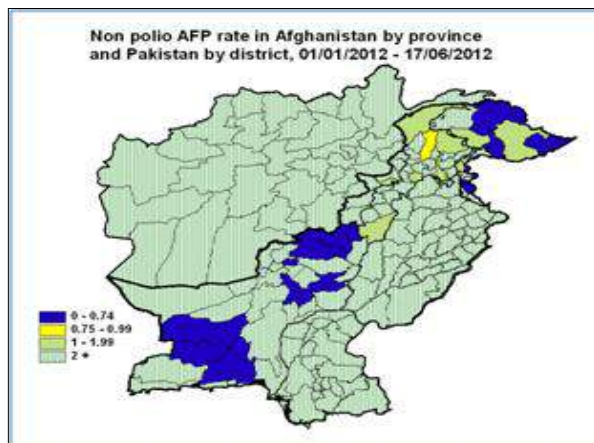 Non polio AFP rate in Afghanistan by province
and Pakistan by district, 01/01/2012 - 17/06/2012
0 - 0.74
0.75 - 0.99
1 - 1.99
2 +